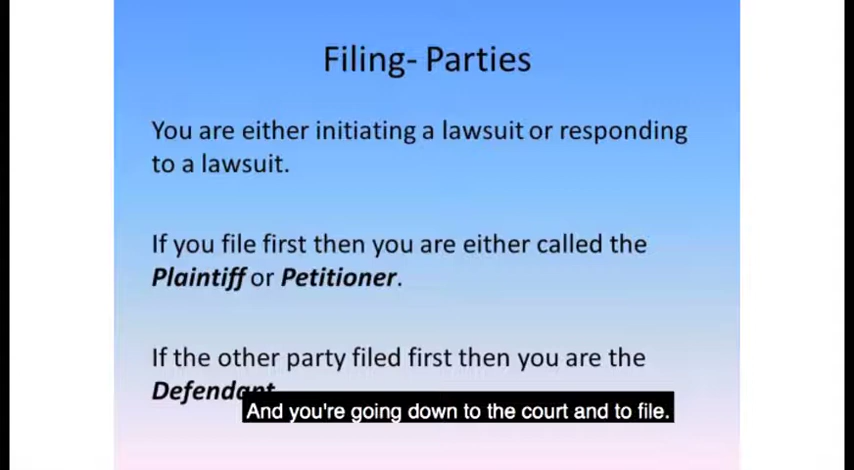 Filing- Parties
You are either initiating a lawsuit or responding
to a lawsuit.
If you file first then you are either called the
Plaintiff or Petitioner.
If the other party filed first then you are the
Defendant
And you're going down to the court and to file.